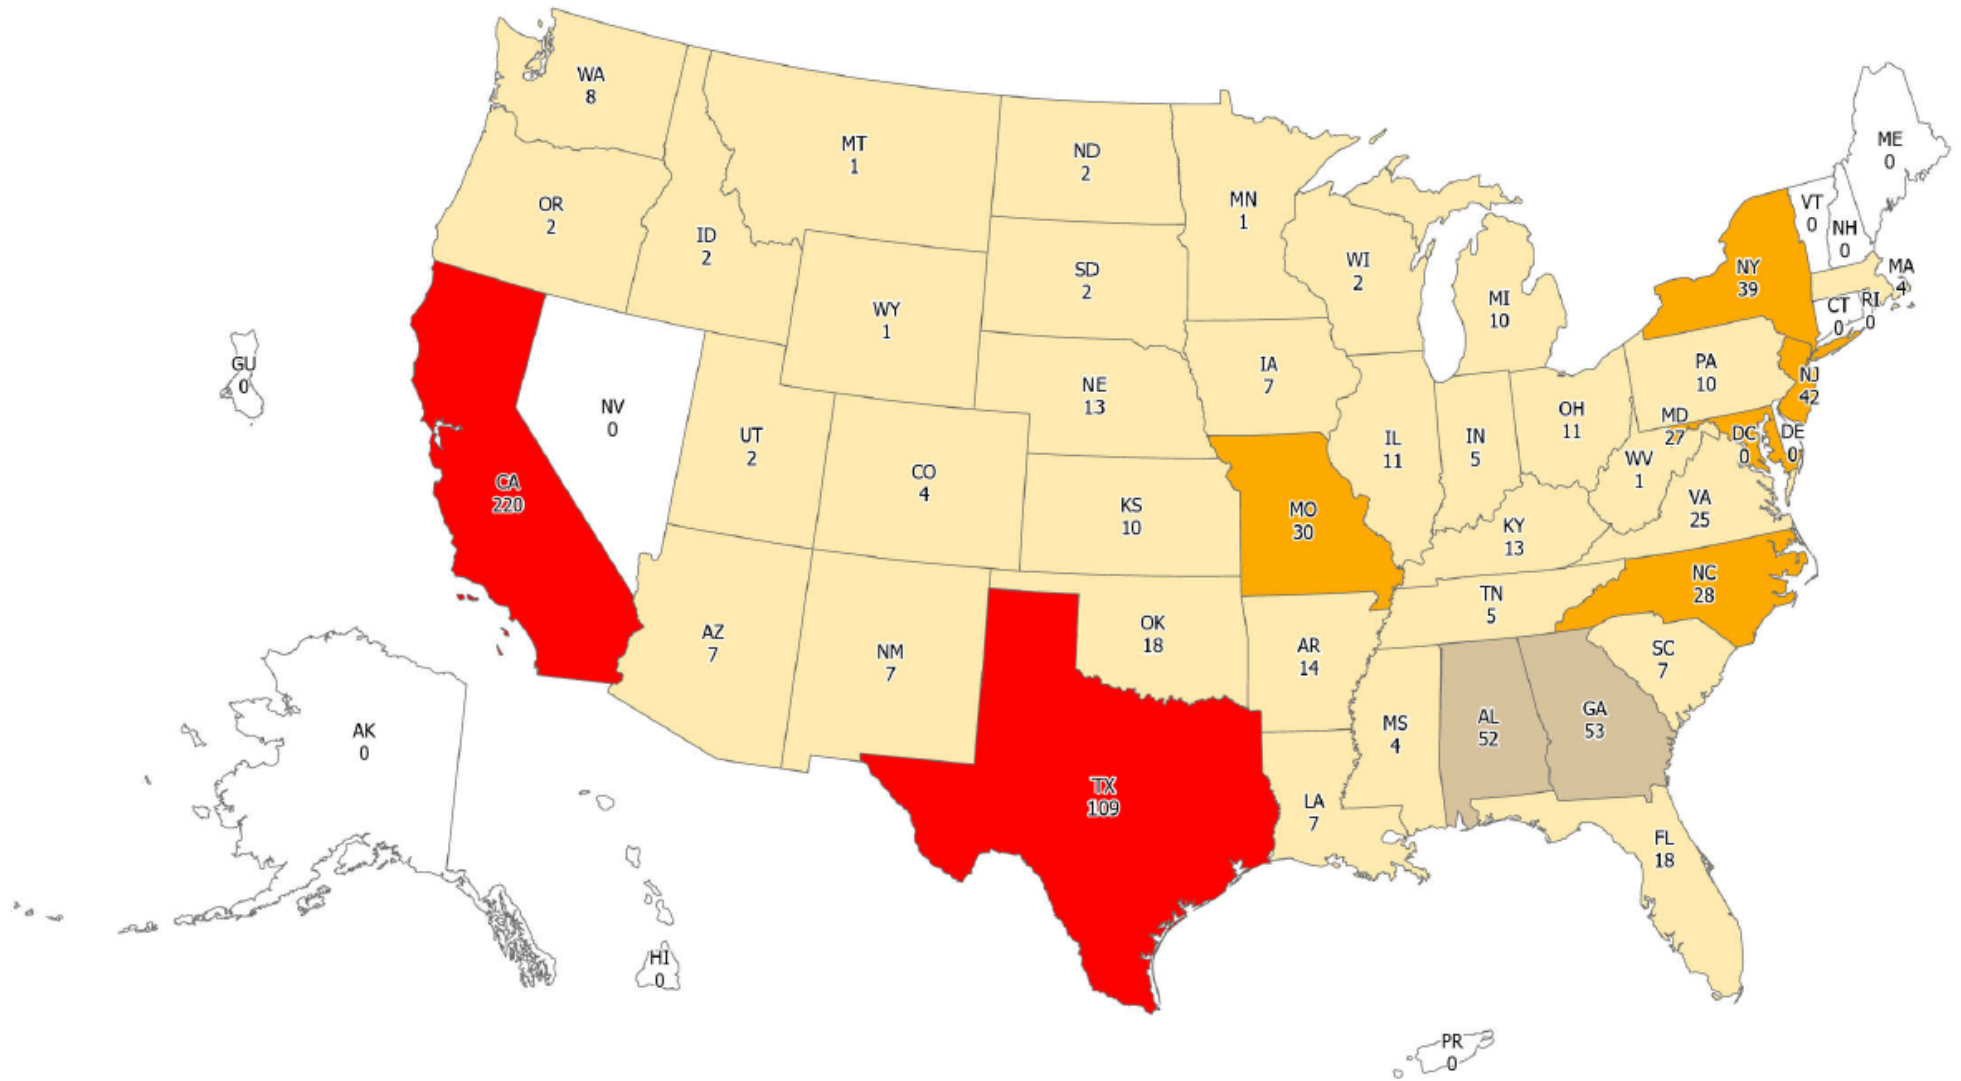 WA
8
MT
1
ND
2
MN
1
ME
0
VT
0
NH
0
OR
2
ID
2
SD
2
WI
2
MI
10
NY
39
MA
4
CT
0
RI
0
WY
1
GU
0
NV
0
UT
2
CO
4
NE
13
IA
7
IL
11
IN
5
OH
11
PA
10
NJ
42
MD
27
DC
0
DE
0
WV
1
VA
25
CA
220
KS
10
MO
30
KY
13
NC
28
TN
5
AZ
7
NM
7
OK
18
AR
14
SC
7
AK
0
TX
109
LA
7
MS
4
AL
52
GA
53
FL
18
HI
0
PR
0